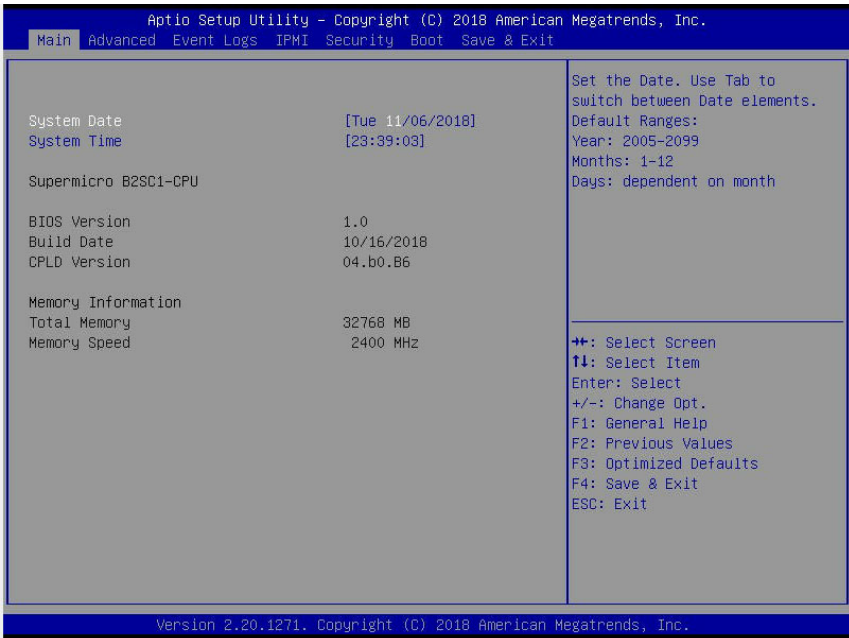 Aptio Setup Utility – Copyright (C) 2018 American Megatrends, Inc.
Main Advanced Event Logs IPMI Security Boot Save & Exit
System Date [Tue 11/06/2018]
System Time [23:39:03]
Supermicro B2SC1-CPU
BIOS Version 1.0
Build Date 10/16/2018
CPLD Version 04.b0.B6
Memory Information
Total Memory 32768 MB
Memory Speed 2400 MHz
Set the Date. Use Tab to
switch between Date elements.
Default Ranges:
Year: 2005-2099
Months: 1-12
Days: dependent on month
→←: Select Screen
↑↓: Select Item
Enter: Select
+/-: Change Opt.
F1: General Help
F2: Previous Values
F3: Optimized Defaults
F4: Save & Exit
ESC: Exit
Version 2.20.1271. Copyright (C) 2018 American Megatrends, Inc.